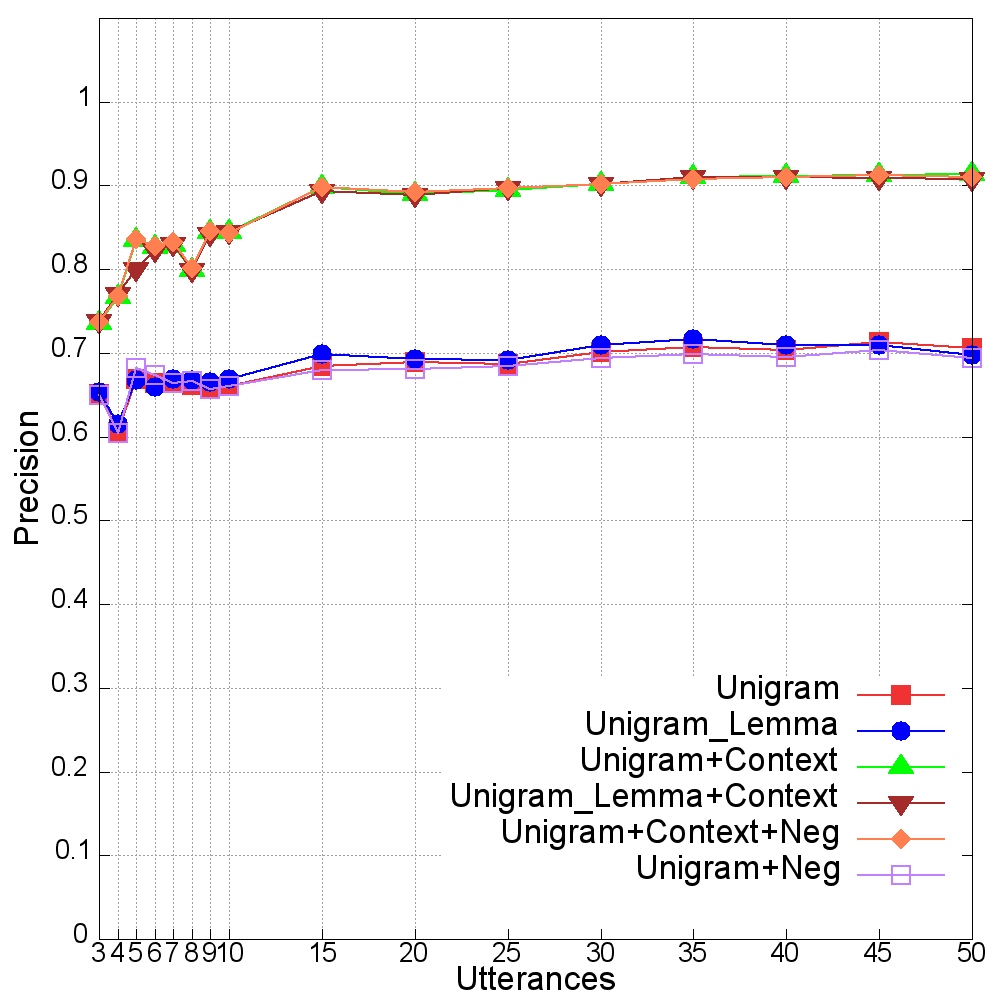 1
0.9
0.8
0.7
0.6
0.5
0.4
0.3
0.2
0.1
0
Precision
Unigram
Unigram_Lemma
Unigram+Context
Unigram_Lemma+Context
Unigram+Context+Neg
Unigram+Neg
3 4 5 6 7 8 9 10 15 20 25 30 35 40 45 50
Utterances